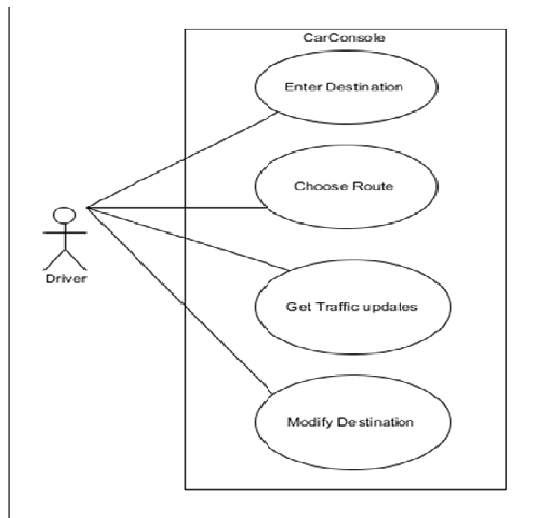 CarConsole
Enter Destination
Choose Route
Driver
Get Traffic updates
Modify Destination